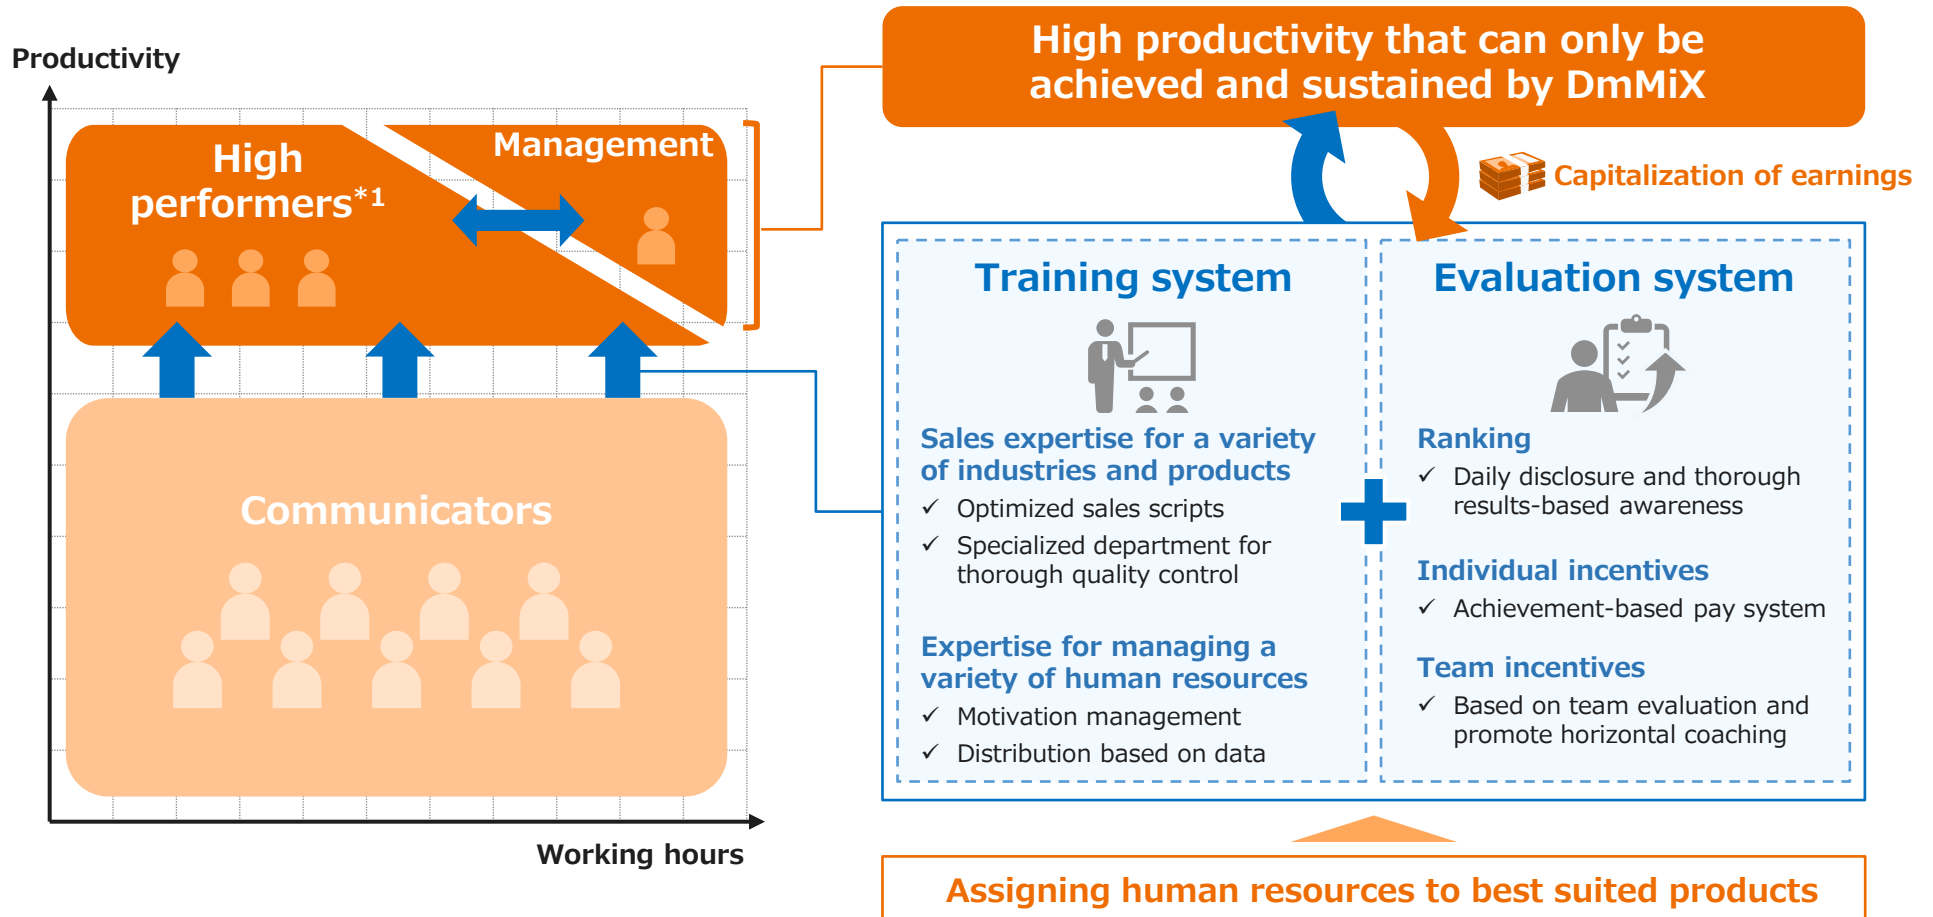 Productivity
High
performers*1
Management
Communicators
Working hours
High productivity that can only be
achieved and sustained by DmMiX
Capitalization of earnings
Training system
Sales expertise for a variety
of industries and products
✓ Optimized sales scripts
✓ Specialized department for
thorough quality control
Expertise for managing a
variety of human resources
✓ Motivation management
✓ Distribution based on data
Evaluation system
Ranking
✓ Daily disclosure and thorough
results-based awareness
Individual incentives
✓ Achievement-based pay system
Team incentives
✓ Based on team evaluation and
promote horizontal coaching
Assigning human resources to best suited products